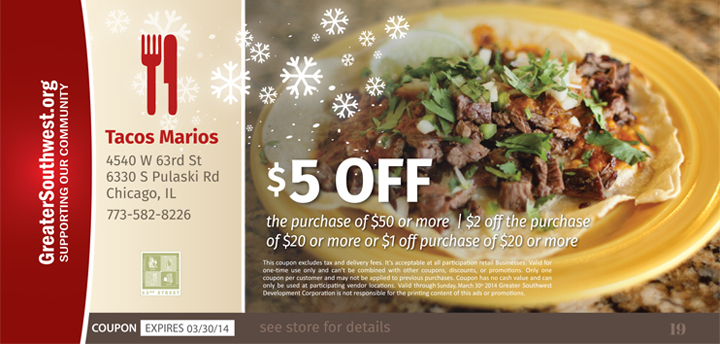 GreaterSouthwest.org
SUPPORTING OUR COMMUNITY
Tacos Marios
4540 W 63rd St
6330 S Pulaski Rd
Chicago, IL
773-582-8226
63RD STREET
$5 OFF
the purchase of $50 or more | $2 off the purchase
of $20 or more or $1 off purchase of $20 or more
This coupon excludes tax and delivery fees. It's acceptable at all participation retail Businesses. Valid for
one-time use only and can't be combined with other coupons, discounts, or promotions. Only one
coupon per customer and may not be applied to previous purchases. Coupon has no cash value and can
only be used at participating vendor locations. Valid through Sunday, March 30th 2014 Greater Southwest
Development Corporation is not responsible for the printing content of this ads or promotions.
COUPON EXPIRES 03/30/14 see store for details 19